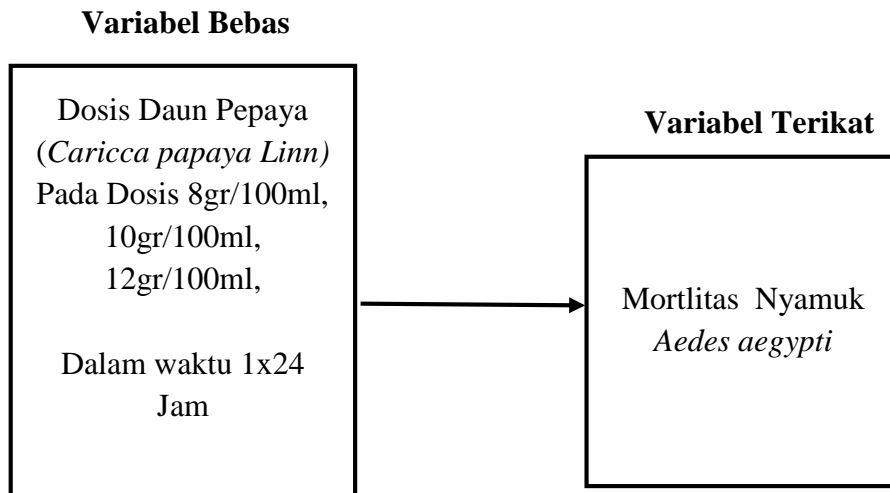 Variabel Bebas
Dosis Daun Pepaya
(Caricca papaya Linn)
Pada Dosis 8gr/100ml,
10gr/100ml,
12gr/100ml,
Dalam waktu 1x24
Jam
Variabel Terikat
Mortlitas Nyamuk
Aedes aegypti